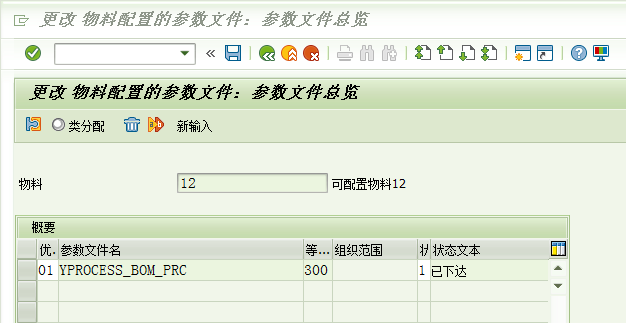 更改 物料配置的参数文件：参数文件总览
更改 物料配置的参数文件：参数文件总览
类分配 新输入
物料 12 可配置物料12
概要
优. 参数文件名 等... 组织范围 状 状态文本
01 YPROCESS_BOM_PRC 300 1 已下达